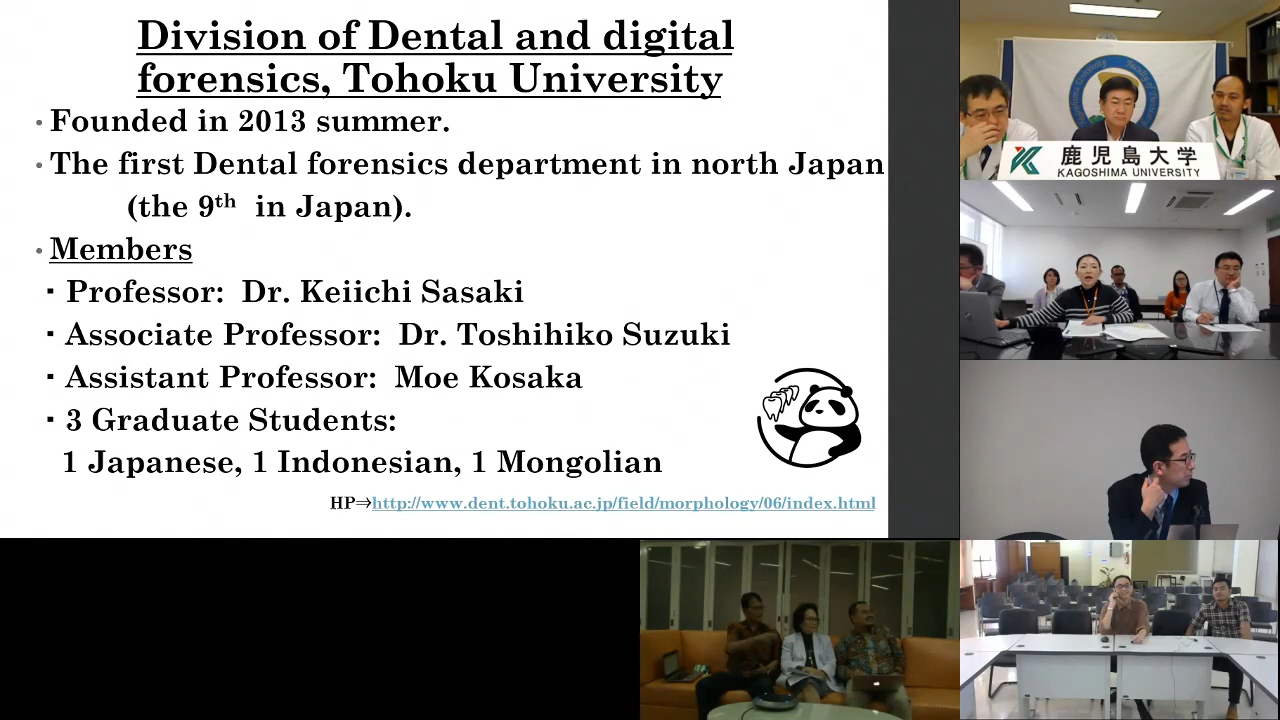 Division of Dental and digital
forensics, Tohoku University
• Founded in 2013 summer.
• The first Dental forensics department in north Japan
(the 9th in Japan).
• Members
▪ Professor: Dr. Keiichi Sasaki
▪ Associate Professor: Dr. Toshihiko Suzuki
▪ Assistant Professor: Moe Kosaka
▪ 3 Graduate Students:
1 Japanese, 1 Indonesian, 1 Mongolian
HP⇒http://www.dent.tohoku.ac.jp/field/morphology/06/index.html
鹿児島大学
KAGOSHIMA UNIVERSITY